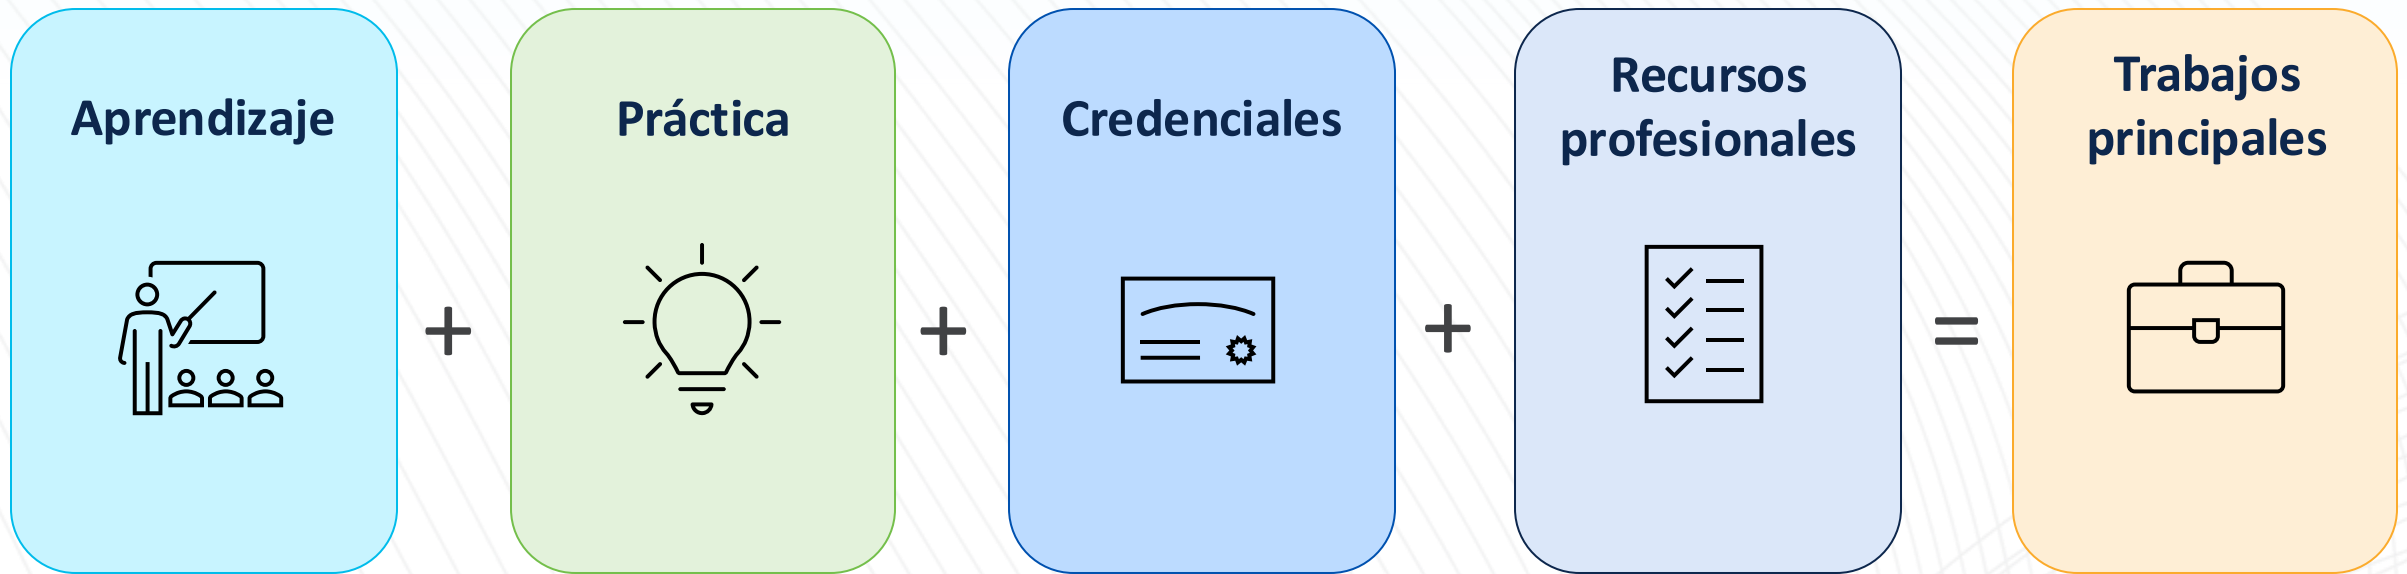 Aprendizaje
+
Práctica
+
Credenciales
+
Recursos
profesionales
=
Trabajos
principales